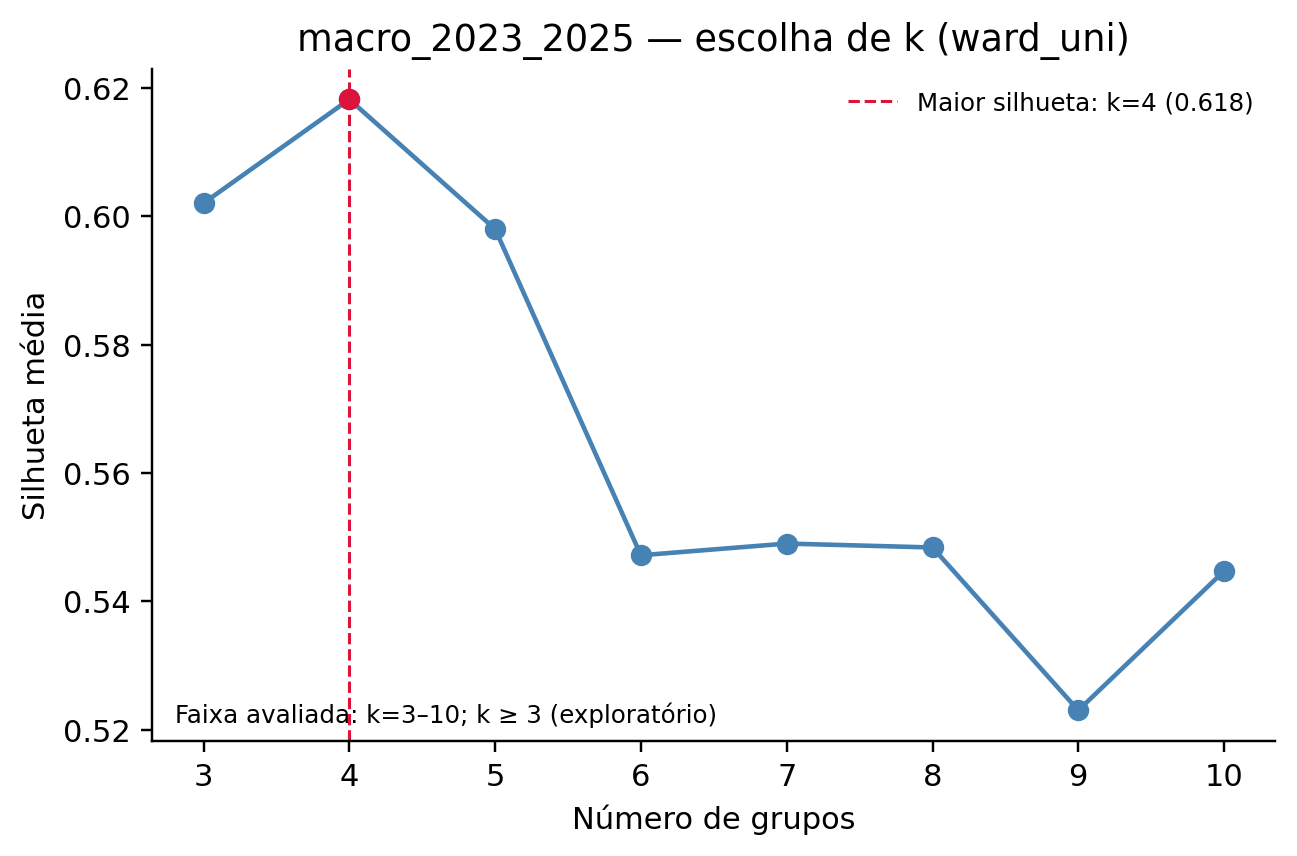 macro_2023_2025 — escolha de k (ward_uni)
Maior silhueta: k=4 (0.618)
Silhueta média
0.62
0.60
0.58
0.56
0.54
0.52
Faixa avaliada: k=3–10; k ≥ 3 (exploratório)
3 4 5 6 7 8 9 10
Número de grupos